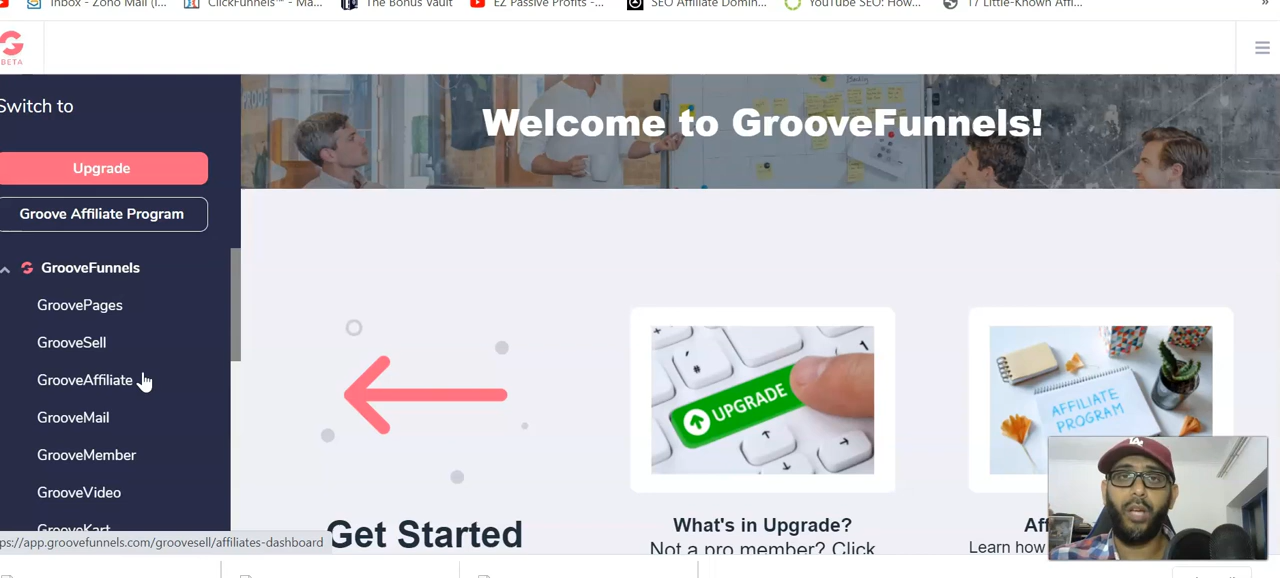 Inbox - Zoho Mail (I... ClickFunnels™ - Ma... The Bonus Vault EZ Passive Profits -... SEO Affiliate Domin... YouTube SEO: How... 17 Little-Known Affi... »
BETA
Switch to
Upgrade
Groove Affiliate Program
GrooveFunnels
GroovePages
GrooveSell
GrooveAffiliate
GrooveMail
GrooveMember
GrooveVideo
GrooveKart
ps://app.groovefunnels.com/groovesell/affiliates-dashboard
Welcome to GrooveFunnels!
Get Started
UPGRADE
What's in Upgrade?
Not a pro member? Click
AFFILIATE
PROGRAM
Aff
Learn how